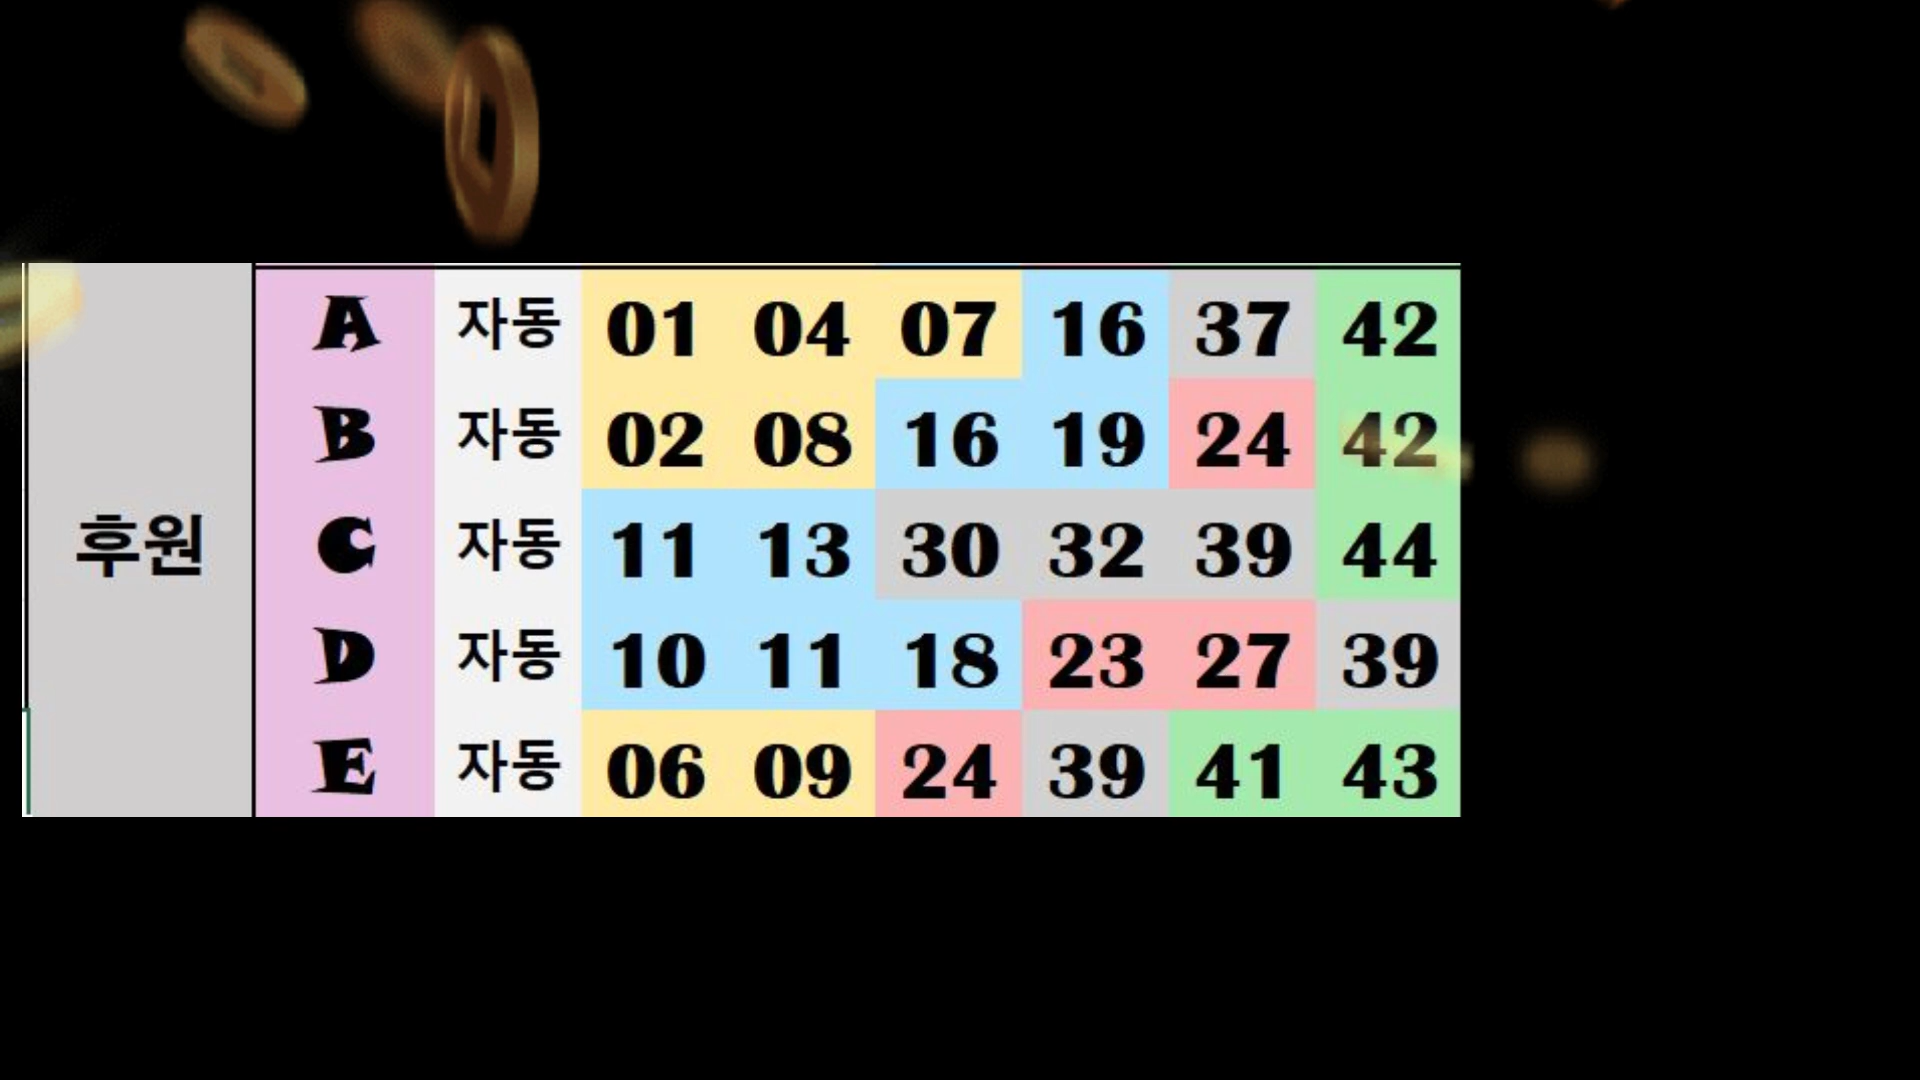 A 자동 01 04 07 16 37 42
B 자동 02 08 16 19 24 42
후원 C 자동 11 13 30 32 39 44
D 자동 10 11 18 23 27 39
E 자동 06 09 24 39 41 43